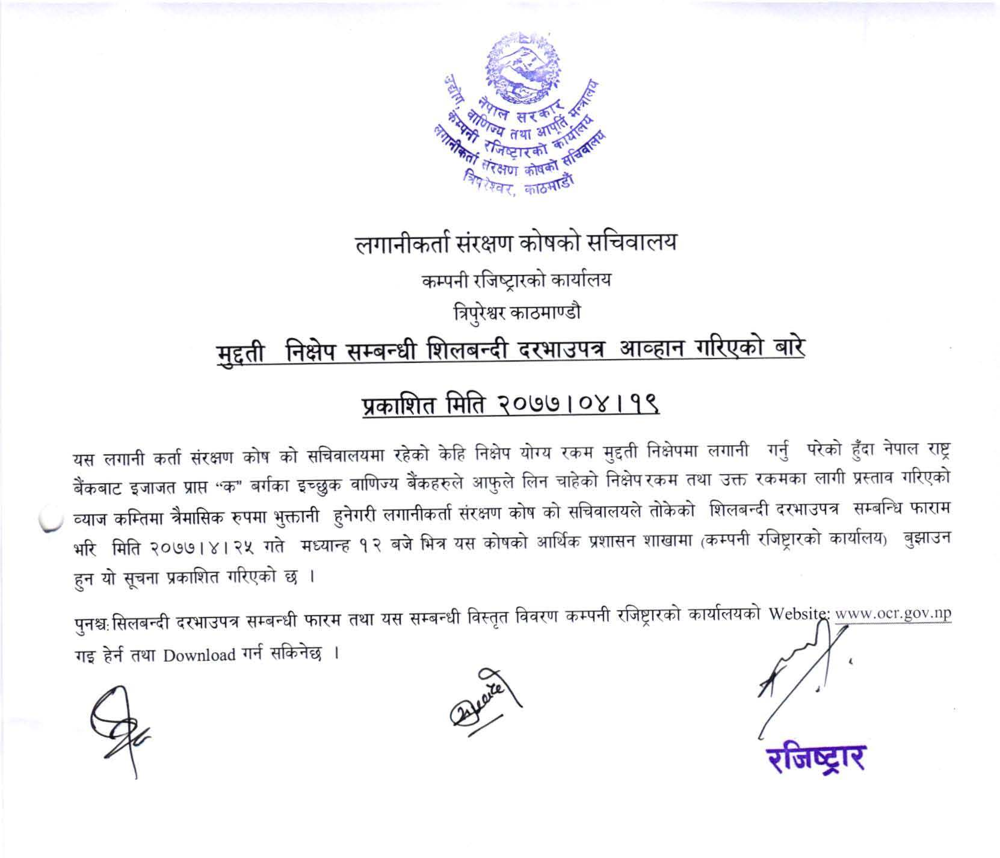 नेपाल सरकार
उद्योग, वाणिज्य तथा आपूर्ति मन्त्रालय
कम्पनी रजिष्ट्रारको कार्यालय
लगानीकर्ता संरक्षण कोषको सचिवालय
त्रिपुरेश्वर, काठमाडौं
लगानीकर्ता संरक्षण कोषको सचिवालय
कम्पनी रजिष्ट्रारको कार्यालय
त्रिपुरेश्वर काठमाण्डौ
मुद्दती निक्षेप सम्बन्धी शिलबन्दी दरभाउपत्र आव्हान गरिएको बारे
प्रकाशित मिति २०७७।०४।१९
यस लगानी कर्ता संरक्षण कोष को सचिवालयमा रहेको केहि निक्षेप योग्य रकम मुद्दती निक्षेपमा लगानी गर्नु परेको हुँदा नेपाल राष्ट्र
बैंकबाट इजाजत प्राप्त “क” बर्गका इच्छुक वाणिज्य बैंकहरुले आफुले लिन चाहेको निक्षेप रकम तथा उक्त रकमका लागी प्रस्ताव गरिएको
व्याज कम्तिमा त्रैमासिक रुपमा भुक्तानी हुनेगरी लगानीकर्ता संरक्षण कोष को सचिवालयले तोकेको शिलबन्दी दरभाउपत्र सम्बन्धि फाराम
भरि मिति २०७७।४।२५ गते मध्यान्ह १२ बजे भित्र यस कोषको आर्थिक प्रशासन शाखामा (कम्पनी रजिष्ट्रारको कार्यालय) बुझाउन
हुन यो सूचना प्रकाशित गरिएको छ ।
पुनश्च: सिलबन्दी दरभाउपत्र सम्बन्धी फारम तथा यस सम्बन्धी विस्तृत विवरण कम्पनी रजिष्ट्रारको कार्यालयको Website: www.ocr.gov.np
गइ हेर्न तथा Download गर्न सकिनेछ ।
रजिष्ट्रार